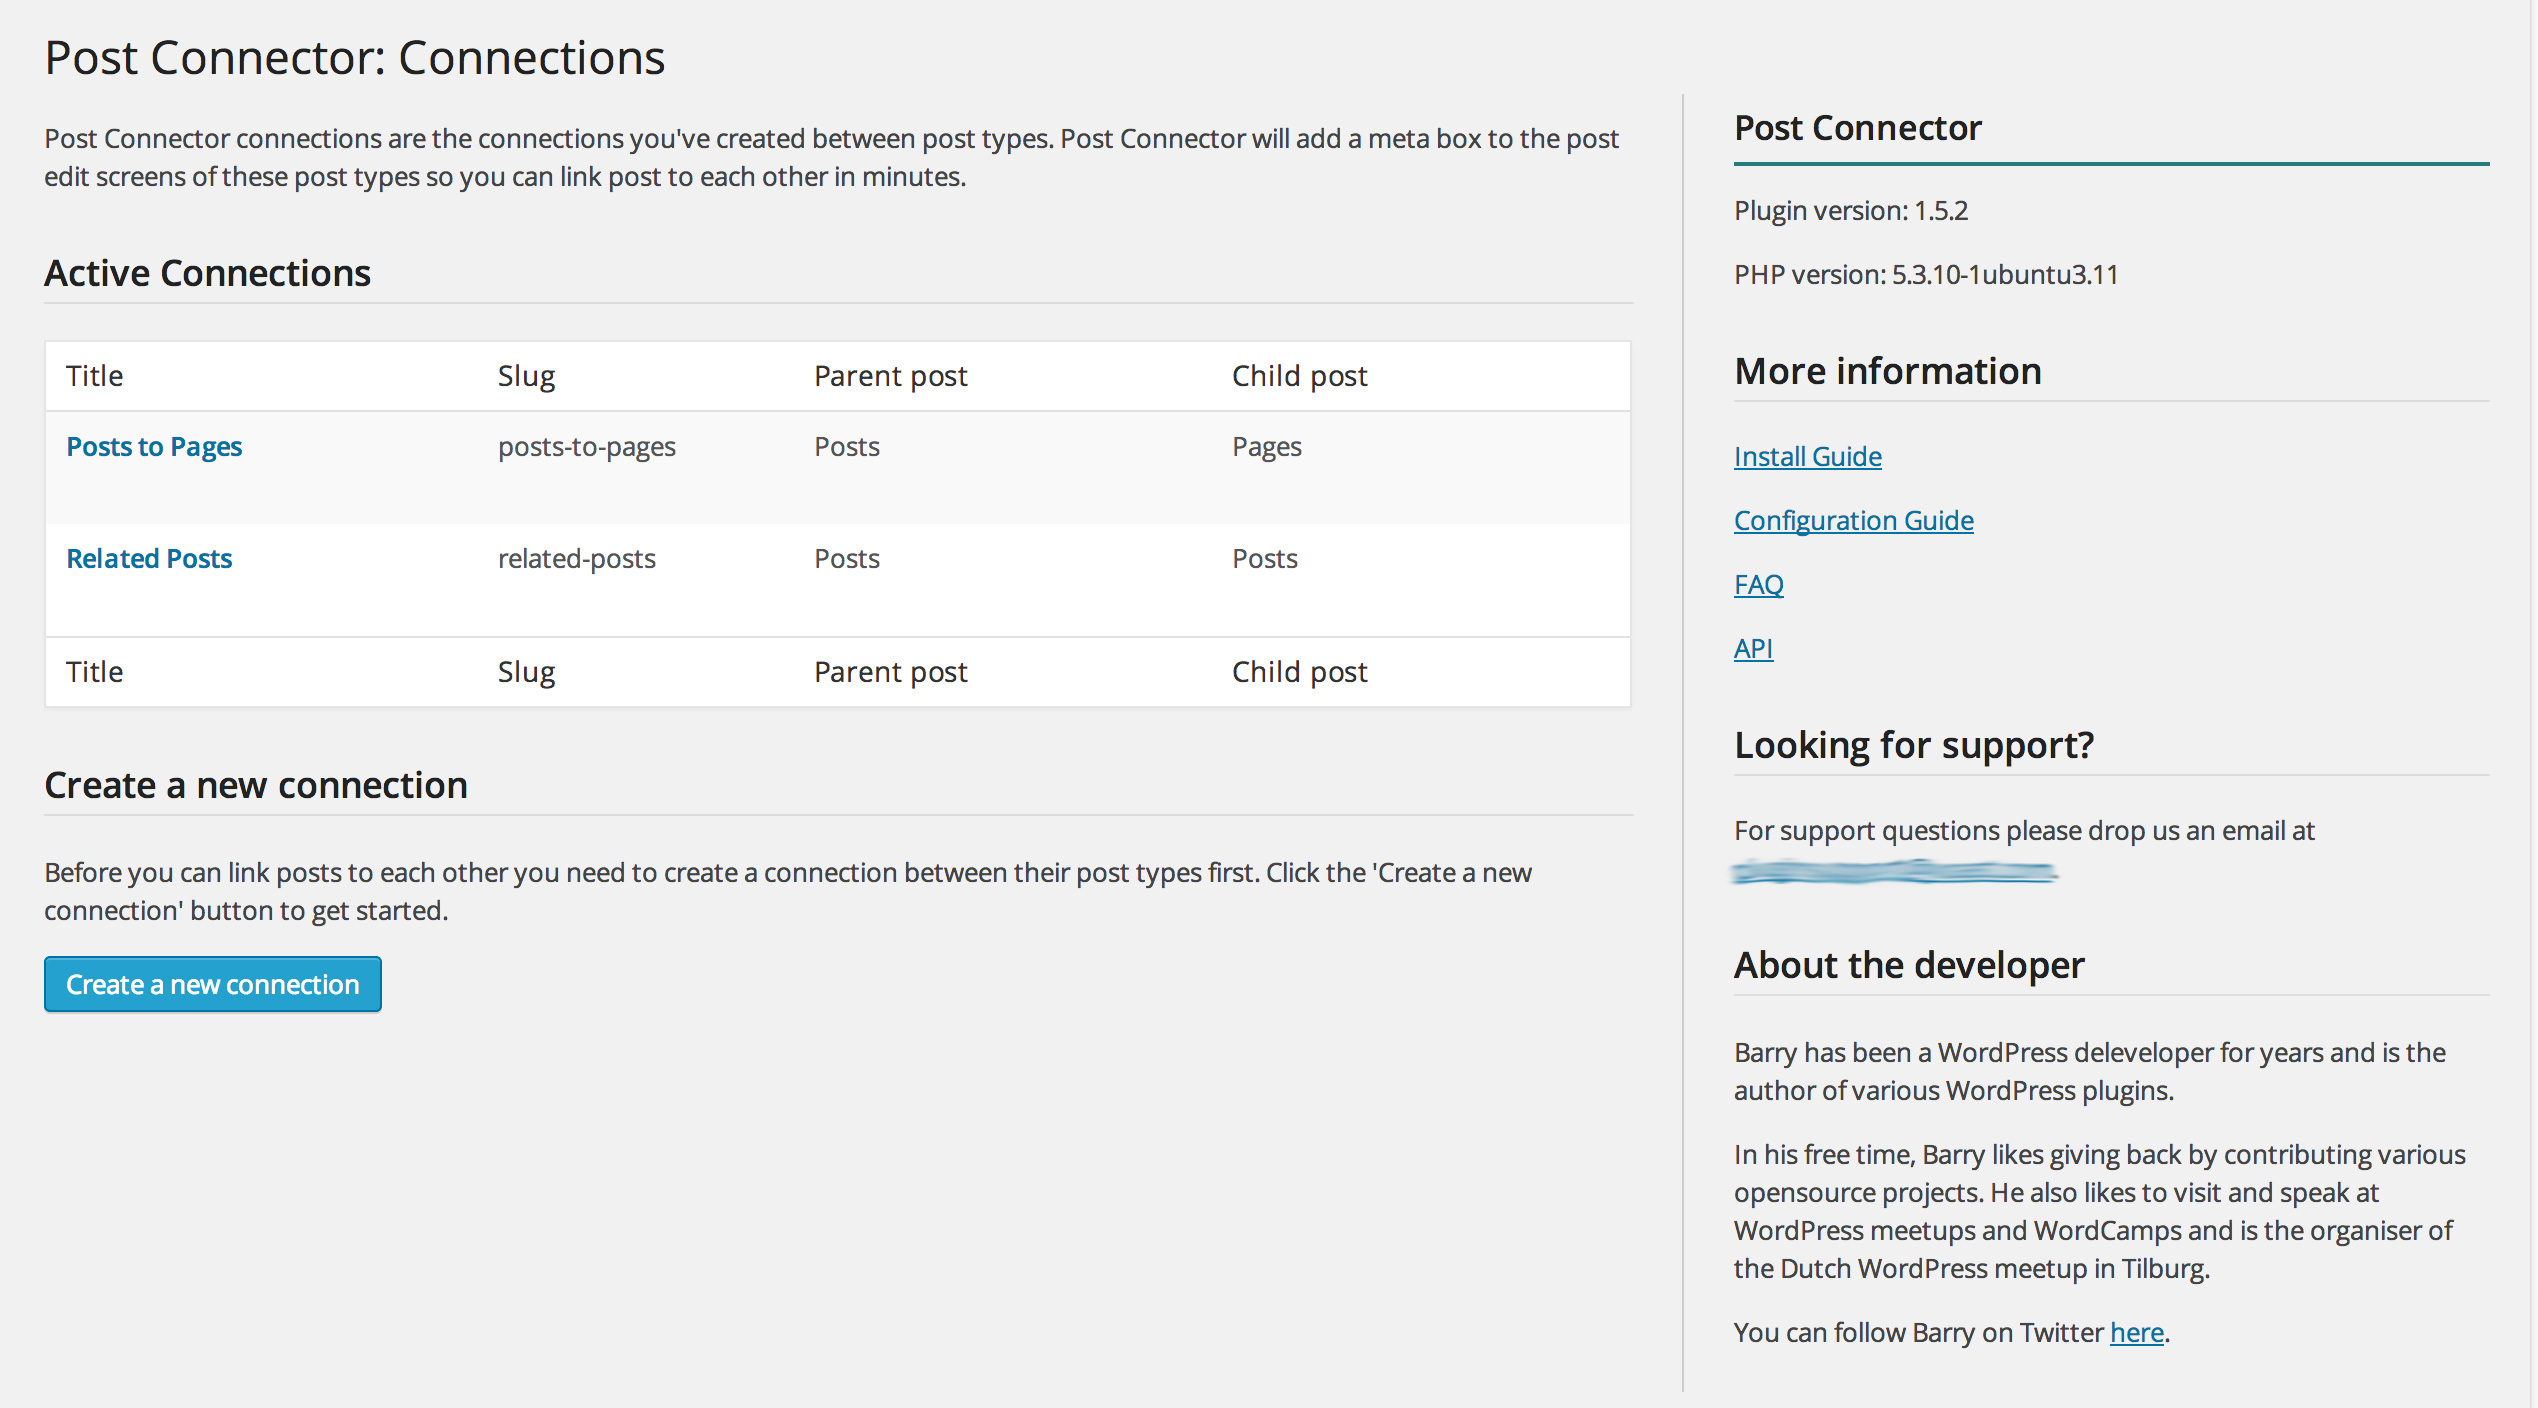 Post Connector: Connections
Post Connector connections are the connections you've created between post types. Post Connector will add a meta box to the post
edit screens of these post types so you can link post to each other in minutes.
Active Connections
Title Slug Parent post Child post
Posts to Pages posts-to-pages Posts Pages
Related Posts related-posts Posts Posts
Title Slug Parent post Child post
Create a new connection
Before you can link posts to each other you need to create a connection between their post types first. Click the 'Create a new
connection' button to get started.
Create a new connection
Post Connector
Plugin version: 1.5.2
PHP version: 5.3.10-1ubuntu3.11
More information
Install Guide
Configuration Guide
FAQ
API
Looking for support?
For support questions please drop us an email at
About the developer
Barry has been a WordPress deleveloper for years and is the
author of various WordPress plugins.
In his free time, Barry likes giving back by contributing various
opensource projects. He also likes to visit and speak at
WordPress meetups and WordCamps and is the organiser of
the Dutch WordPress meetup in Tilburg.
You can follow Barry on Twitter here.